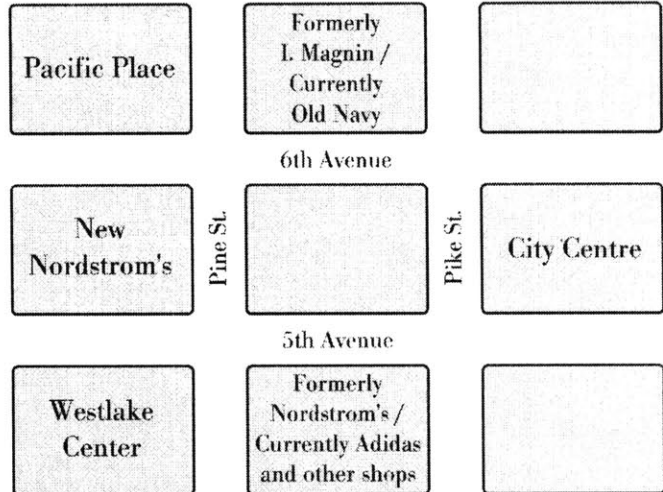 Pacific Place
Formerly
I. Magnin /
Currently
Old Navy
6th Avenue
New
Nordstrom's
Pine St.
Pike St.
City Centre
5th Avenue
Westlake
Center
Formerly
Nordstrom's /
Currently Adidas
and other shops